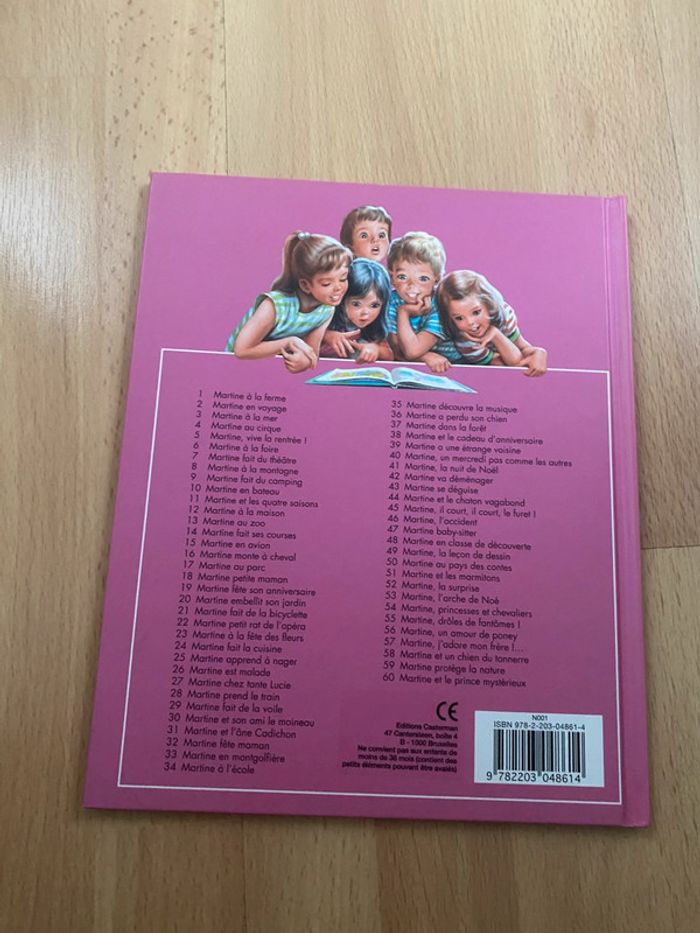 1 Martine à la ferme
2 Martine en voyage
3 Martine à la mer
4 Martine au cirque
5 Martine, vive la rentrée !
6 Martine à la foire
7 Martine fait du théâtre
8 Martine à la montagne
9 Martine fait du camping
10 Martine en bateau
11 Martine et les quatre saisons
12 Martine à la maison
13 Martine au zoo
14 Martine fait ses courses
15 Martine en avion
16 Martine monte à cheval
17 Martine au parc
18 Martine petite maman
19 Martine fête son anniversaire
20 Martine embellit son jardin
21 Martine fait de la bicyclette
22 Martine petit rat de l'opéra
23 Martine à la fête des fleurs
24 Martine fait la cuisine
25 Martine apprend à nager
26 Martine est malade
27 Martine chez tante Lucie
28 Martine prend le train
29 Martine fait de la voile
30 Martine et son ami le moineau
31 Martine et l'âne Cadichon
32 Martine fête maman
33 Martine en montgolfière
34 Martine à l'école
35 Martine découvre la musique
36 Martine a perdu son chien
37 Martine dans la forêt
38 Martine et le cadeau d'anniversaire
39 Martine a une étrange voisine
40 Martine, un mercredi pas comme les autres
41 Martine, la nuit de Noël
42 Martine va déménager
43 Martine se déguise
44 Martine et le chaton vagabond
45 Martine, il court, il court, le furet !
46 Martine, l'accident
47 Martine baby-sitter
48 Martine en classe de découverte
49 Martine, la leçon de dessin
50 Martine au pays des contes
51 Martine et les marmitons
52 Martine, la surprise
53 Martine, l'arche de Noé
54 Martine, princesses et chevaliers
55 Martine, drôles de fantômes !
56 Martine, un amour de poney
57 Martine, j'adore mon frère !...
58 Martine et un chien du tonnerre
59 Martine protège la nature
60 Martine et le prince mystérieux
CE
Editions Casterman
47 Cantersteen, boîte 4
B - 1000 Bruxelles
Ne convient pas aux enfants de
moins de 36 mois (contient des
petits éléments pouvant être avalés)
N001
ISBN 978-2-203-04861-4
9 782203 048614